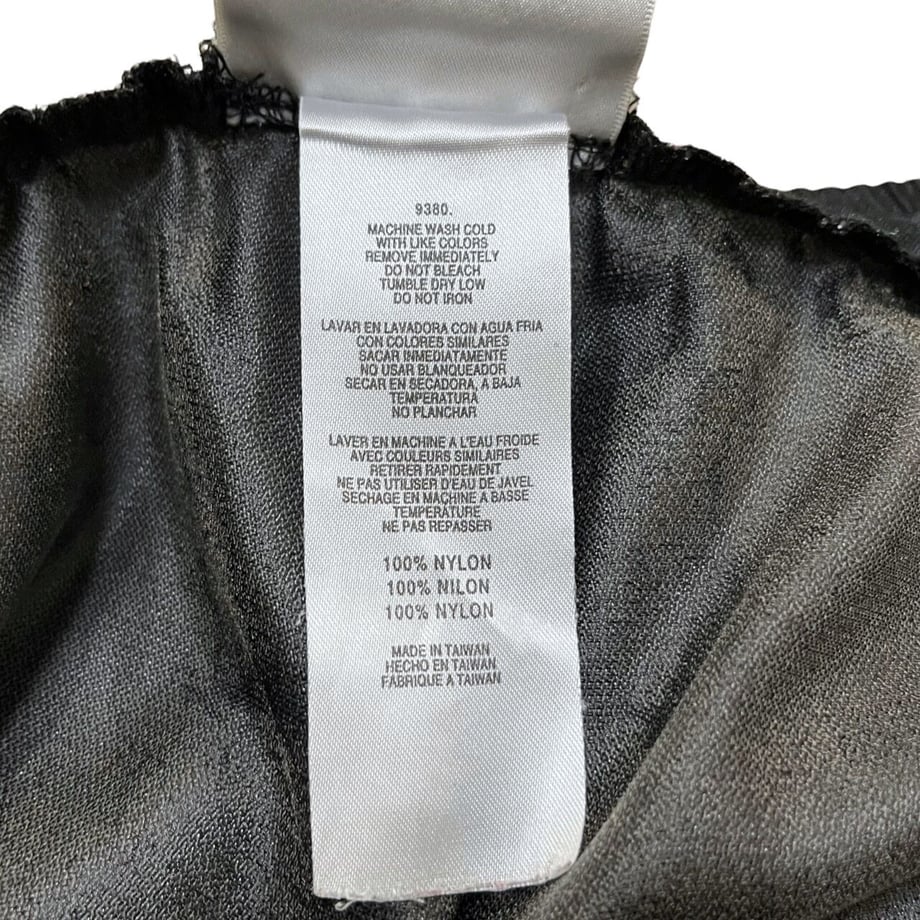 9380.
MACHINE WASH COLD
WITH LIKE COLORS
REMOVE IMMEDIATELY
DO NOT BLEACH
TUMBLE DRY LOW
DO NOT IRON
LAVAR EN LAVADORA CON AGUA FRIA
CON COLORES SIMILARES
SACAR INMEDIATAMENTE
NO USAR BLANQUEADOR
SECAR EN SECADORA, A BAJA
TEMPERATURA
NO PLANCHAR
LAVER EN MACHINE A L'EAU FROIDE
AVEC COULEURS SIMILAIRES
RETIRER RAPIDEMENT
NE PAS UTILISER D'EAU DE JAVEL
SECHAGE EN MACHINE A BASSE
TEMPERATURE
NE PAS REPASSER
100% NYLON
100% NILON
100% NYLON
MADE IN TAIWAN
HECHO EN TAIWAN
FABRIQUE A TAIWAN